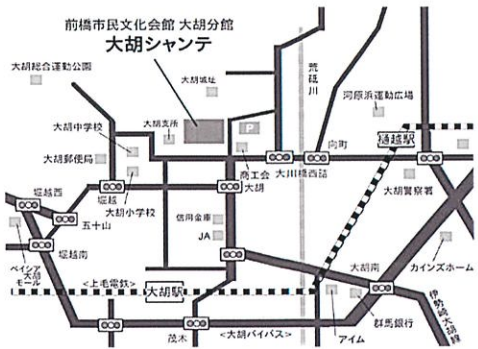 前橋市民文化会館 大胡分館
大胡シャンテ
大胡総合運動公園
大胡城址
荒砥川
河原浜運動広場
大胡支所
P
大胡中学校
樋越駅
向町
大胡郵便局
商工会
大川橋西詰
堀越
大胡
大胡警察署
堀越西
大胡小学校
五十山
信用金庫
JA
堀越南
ベイシア
大胡
モール
<上毛電鉄>
大胡駅
大胡南
カインズホーム
アイム
群馬銀行
伊勢崎大胡線
茂木
<大胡バイパス>